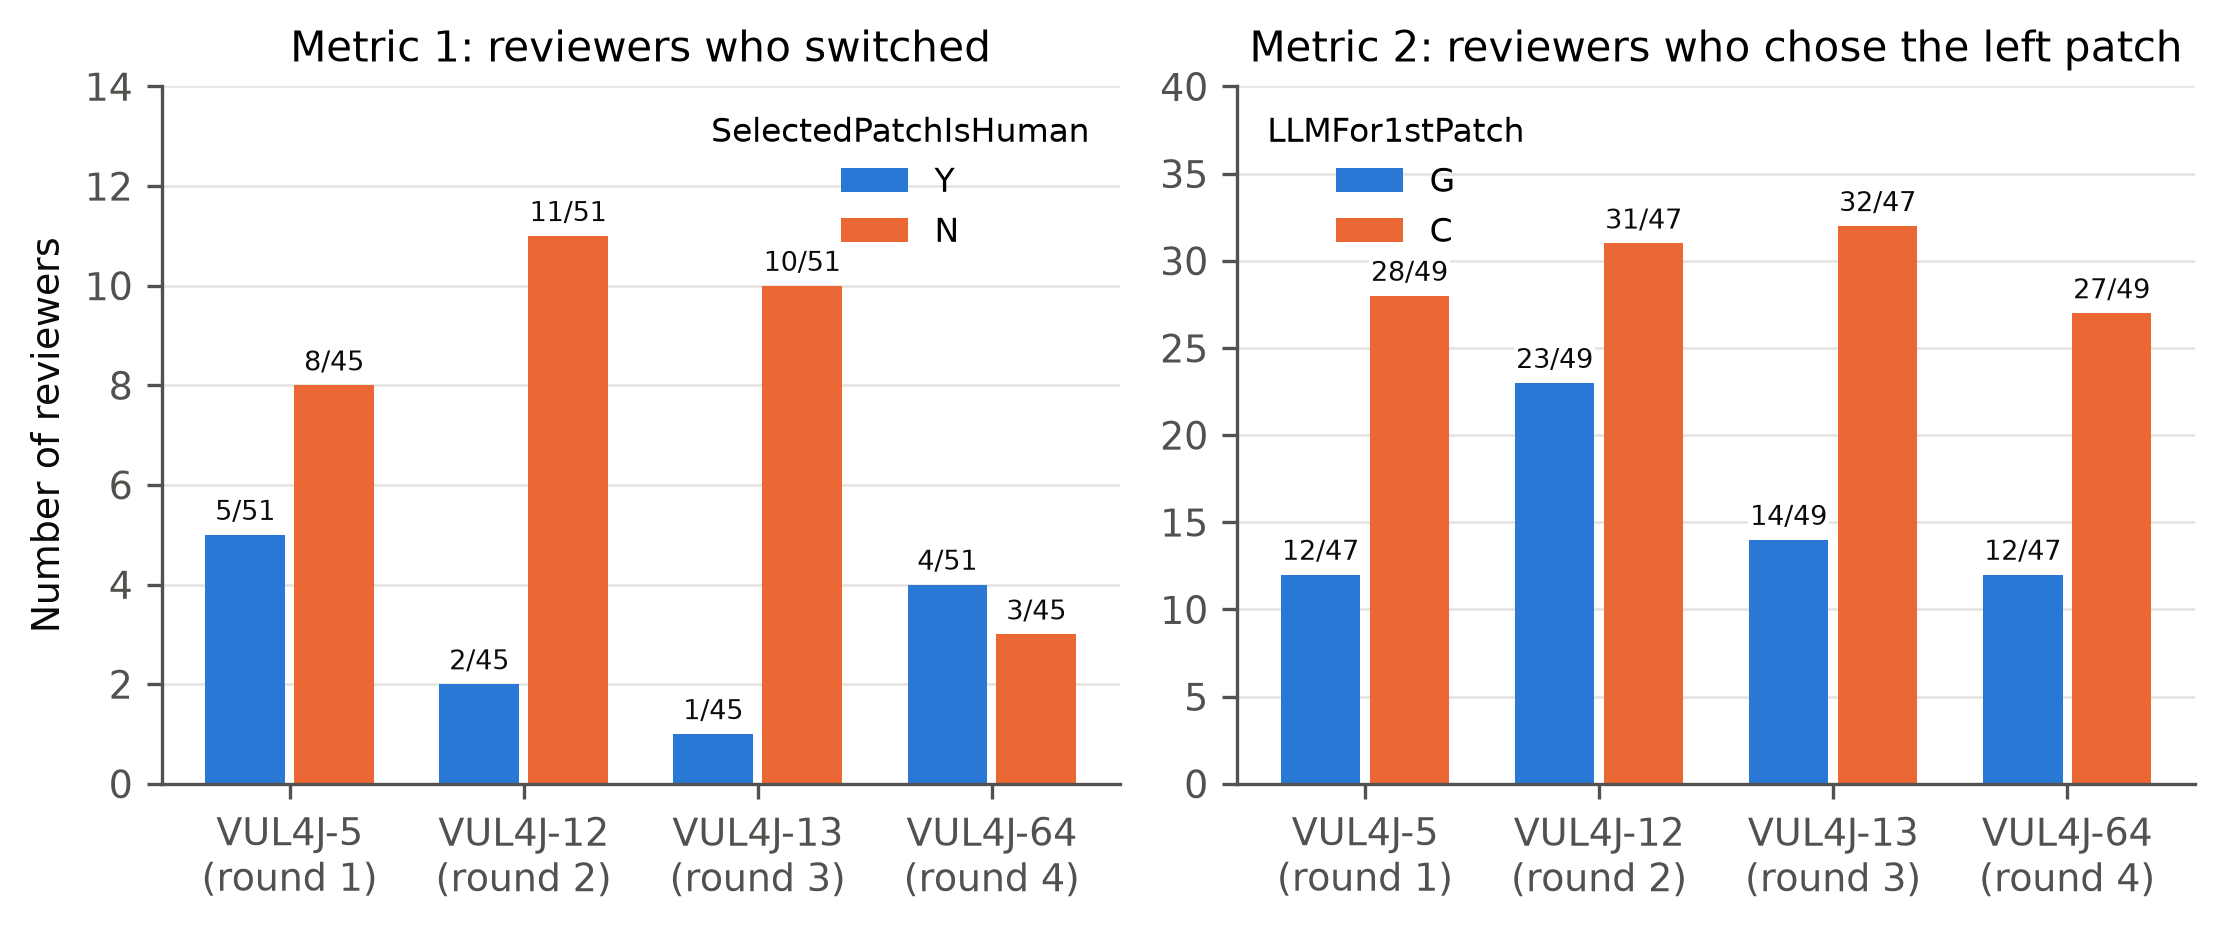 Metric 1: reviewers who switched
Number of reviewers
14
12
10
8
6
4
2
0
SelectedPatchIsHuman
Y
N
5/51
8/45
2/45
11/51
1/45
10/51
4/51
3/45
VUL4J-5
(round 1)
VUL4J-12
(round 2)
VUL4J-13
(round 3)
VUL4J-64
(round 4)
Metric 2: reviewers who chose the left patch
40
35
30
25
20
15
10
5
0
LLMFor1stPatch
G
C
12/47
28/49
23/49
31/47
14/49
32/47
12/47
27/49
VUL4J-5
(round 1)
VUL4J-12
(round 2)
VUL4J-13
(round 3)
VUL4J-64
(round 4)